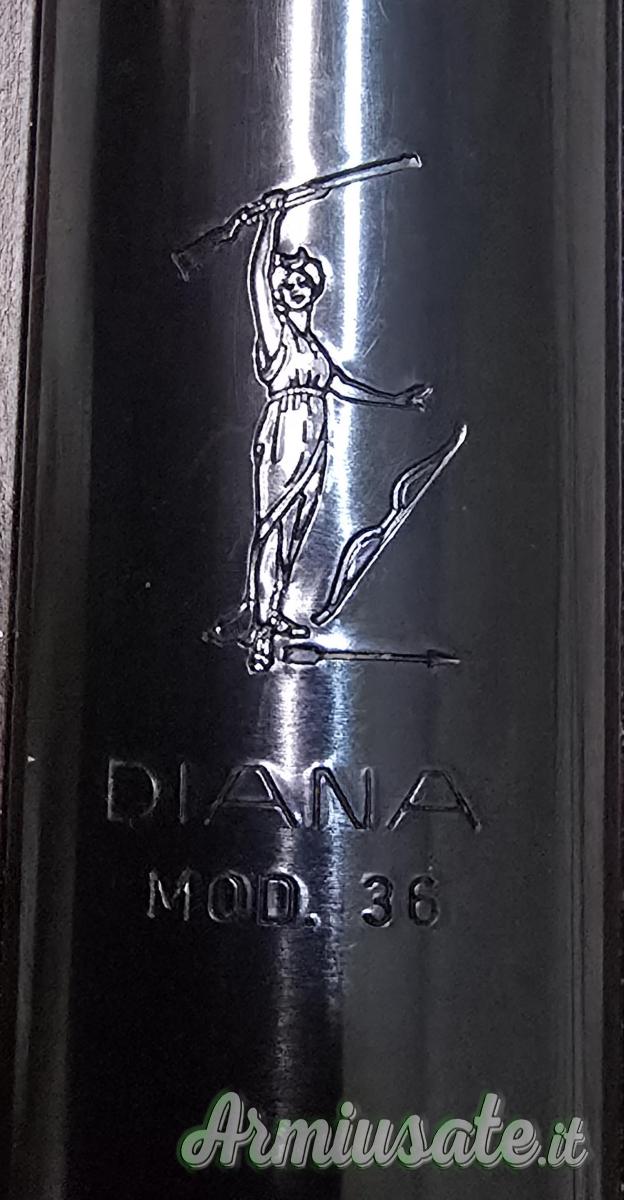 DIANA
MOD. 36
Armiusate.it